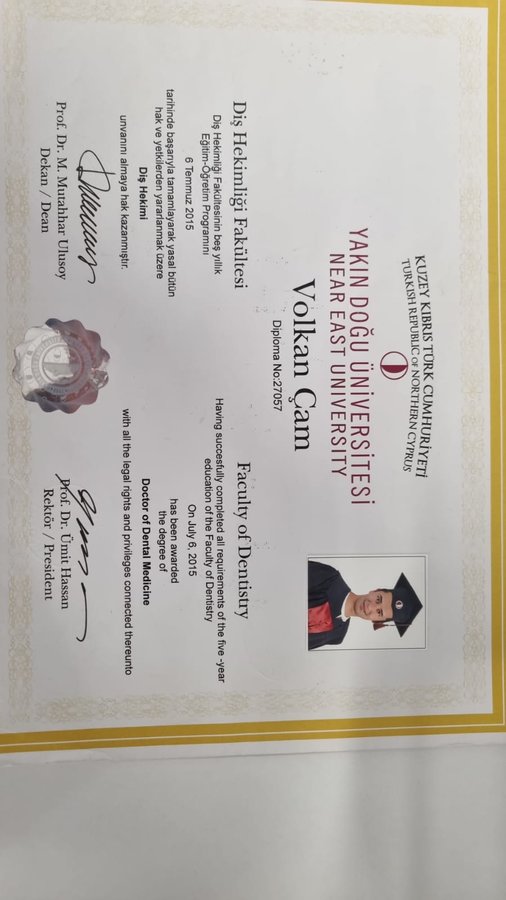 KUZEY KIBRIS TÜRK CUMHURİYETİ
TURKISH REPUBLIC OF NORTHERN CYPRUS
YAKIN DOĞU ÜNİVERSİTESİ
NEAR EAST UNIVERSITY
Volkan Çam
Diploma No:27057
Diş Hekimliği Fakültesi
Diş Hekimliği Fakültesinin beş yıllık
Eğitim-Öğretim Programını
6 Temmuz 2015
tarihinde başarıyla tamamlayarak yasal bütün
hak ve yetkilerden yararlanmak üzere
Diş Hekimi
unvanını almaya hak kazanmıştır.
Prof. Dr. M. Mutahhar Ulusoy
Dekan / Dean
Faculty of Dentistry
Having succesfully completed all requirements of the five -year
education of the Faculty of Dentistry
On July 6, 2015
has been awarded
the degree of
Doctor of Dental Medicine
with all the legal rights and privileges connected thereunto
Prof. Dr. Ümit Hassan
Rektör / President